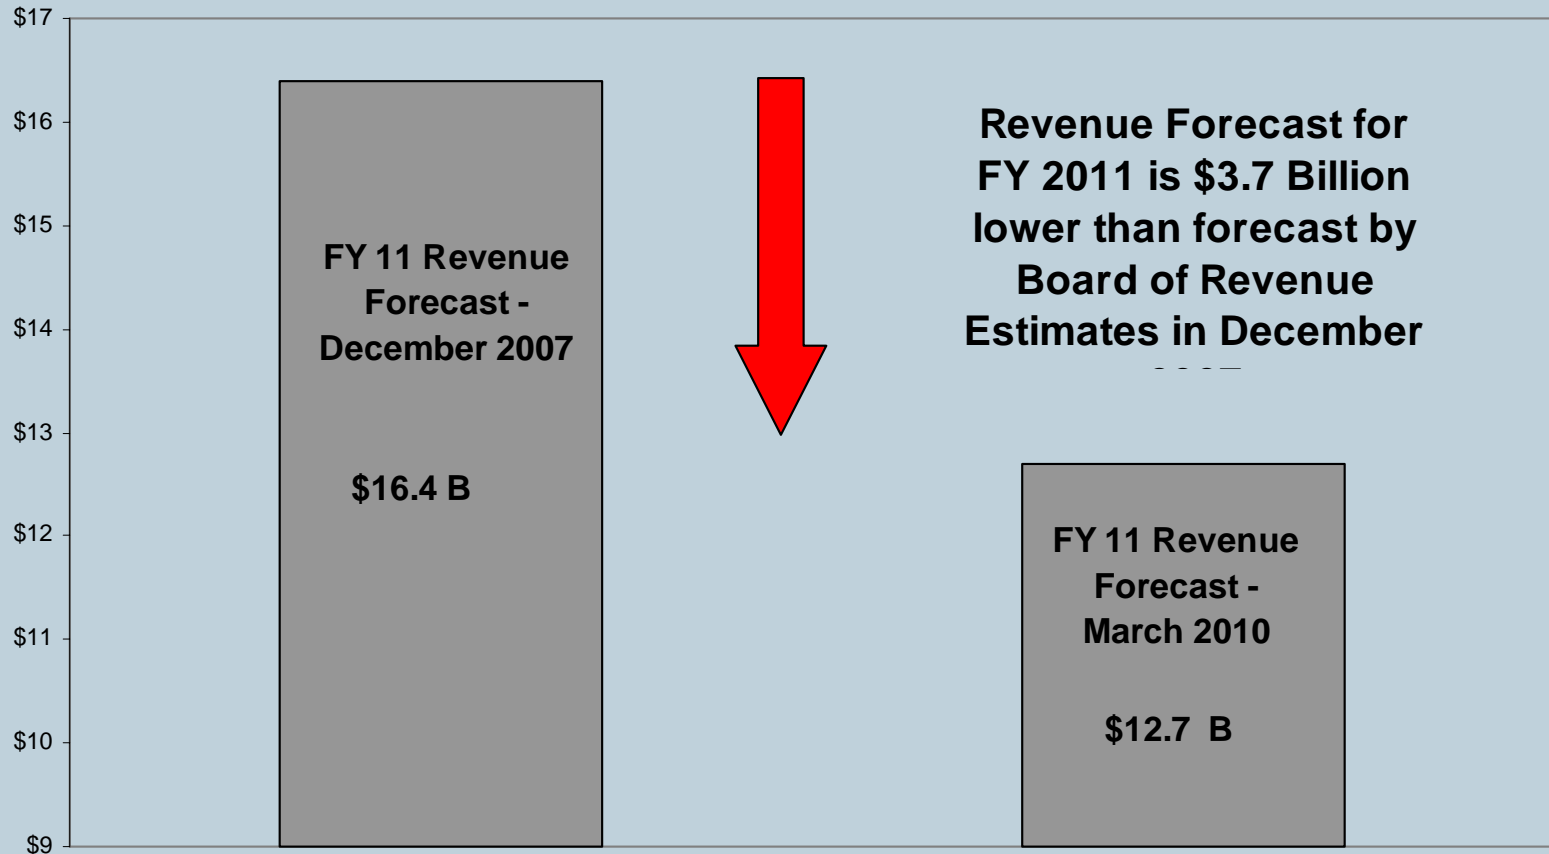 $17
$16
$15
$14
$13
$12
$11
$10
$9
FY 11 Revenue
Forecast -
December 2007
$16.4 B
Revenue Forecast for
FY 2011 is $3.7 Billion
lower than forecast by
Board of Revenue
Estimates in December
FY 11 Revenue
Forecast -
March 2010
$12.7 B